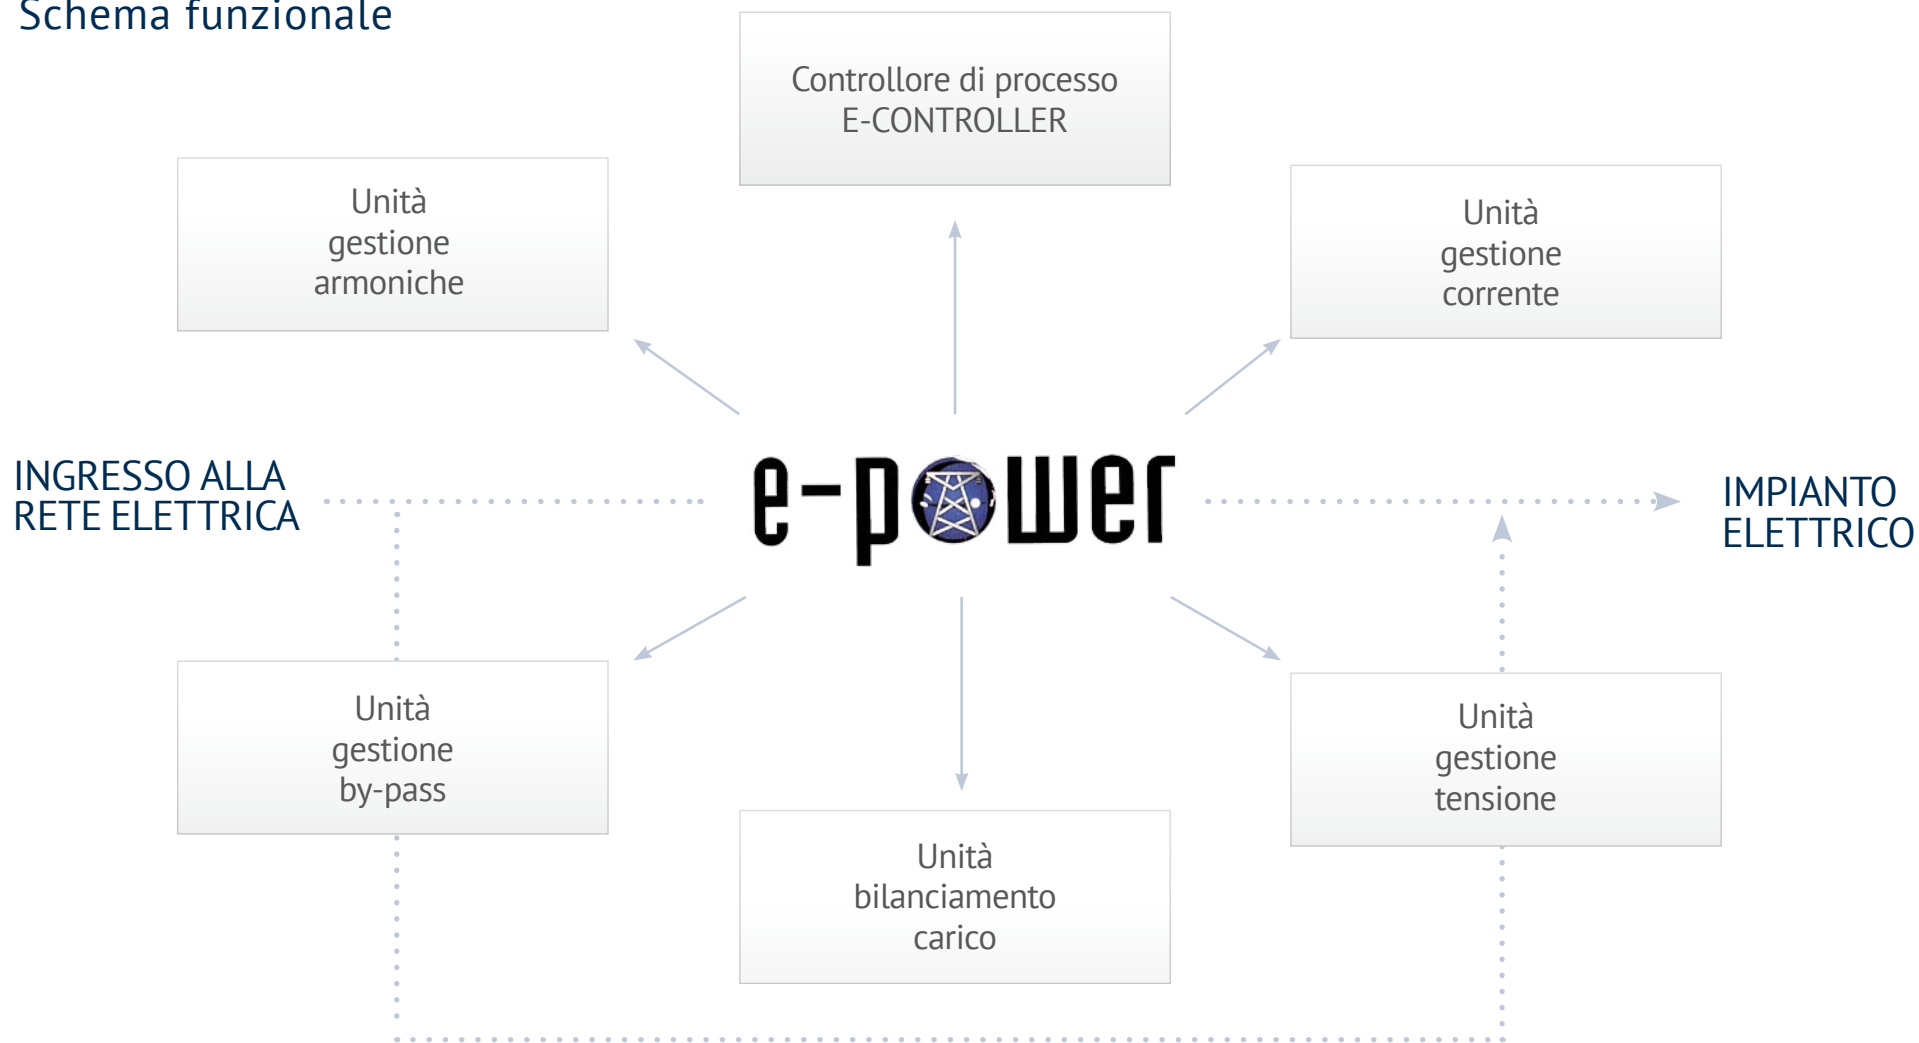 Schema funzionale
Controllore di processo
E-CONTROLLER
Unità
gestione
armoniche
Unità
gestione
corrente
INGRESSO ALLA
RETE ELETTRICA
e-power
IMPIANTO
ELETTRICO
Unità
gestione
by-pass
Unità
bilanciamento
carico
Unità
gestione
tensione